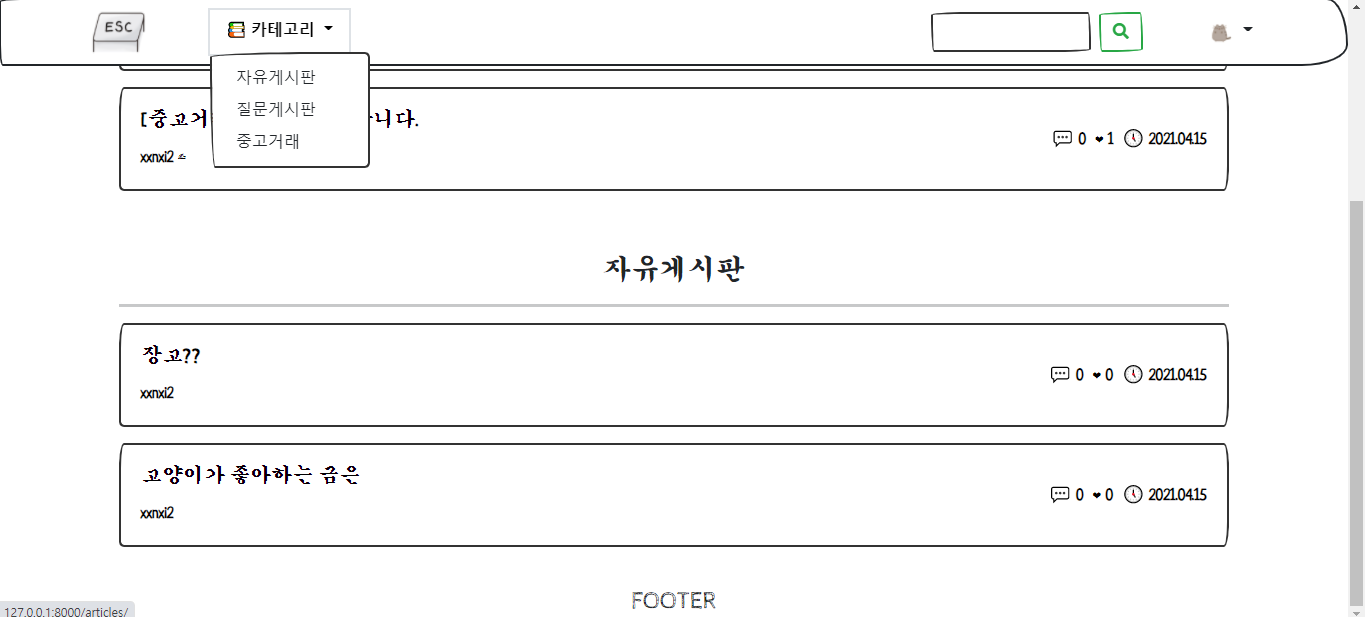 ESC
카테고리
자유게시판
질문게시판
중고거래
[중고거 니다.
xxnxi2
0 1 2021.04.15
자유게시판
장고??
xxnxi2
0 0 2021.04.15
고양이가 좋아하는 금은
xxnxi2
0 0 2021.04.15
FOOTER
127.0.0.1:8000/articles/